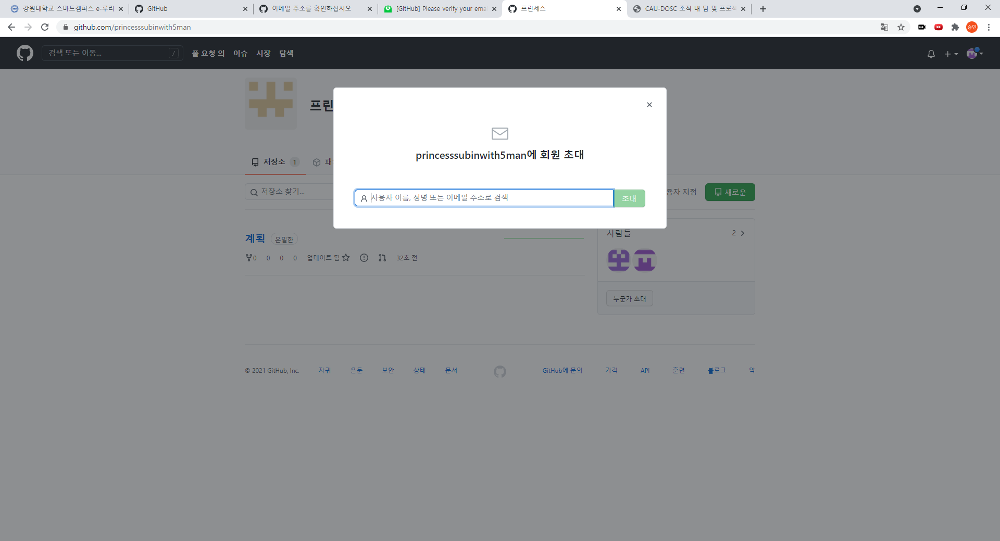 강원대학교 스마트캠퍼스 e-루리
GitHub
이메일 주소를 확인하십시오
[GitHub] Please verify your ema
프린세스
CAU-DOSC 조직 내 팀 및 프로젝
github.com/princesssubinwith5man
승민
검색 또는 이동...
/
풀 요청 의 이슈 시장 탐색
프린
princesssubinwith5man에 회원 초대
저장소 1
패
저장소 찾기...
사용자 이름, 성명 또는 이메일 주소로 검색
초대
용자 지정
새로운
계획 은밀한
0 0 0 0 업데이트 됨 32초 전
사람들 2
누군가 초대
© 2021 GitHub, Inc. 자귀 은둔 보안 상태 문서 GitHub에 문의 가격 API 훈련 블로그 약